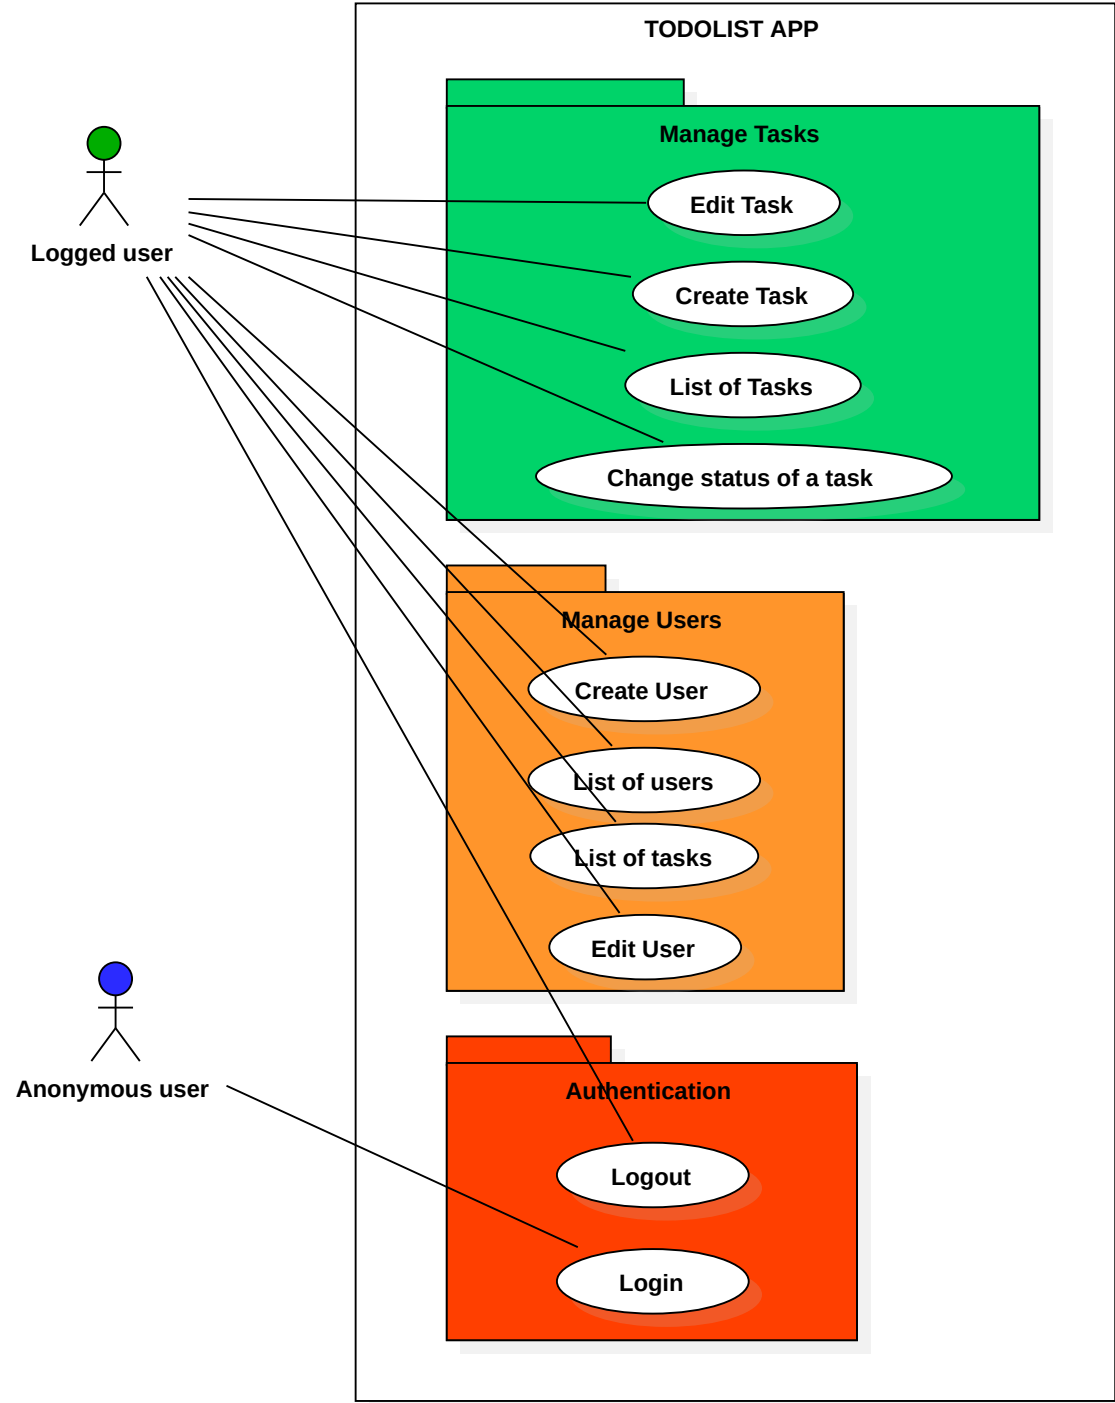 TODOLIST APP
Manage Tasks
Edit Task
Logged user
Create Task
List of Tasks
Change status of a task
Manage Users
Create User
List of users
List of tasks
Edit User
Anonymous user
Authentication
Logout
Login